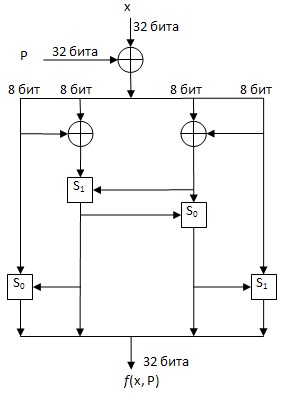 x
32 бита
P 32 бита
8 бит 8 бит 8 бит 8 бит
S₁
S₀
S₀ S₁
32 бита
f(x, P)